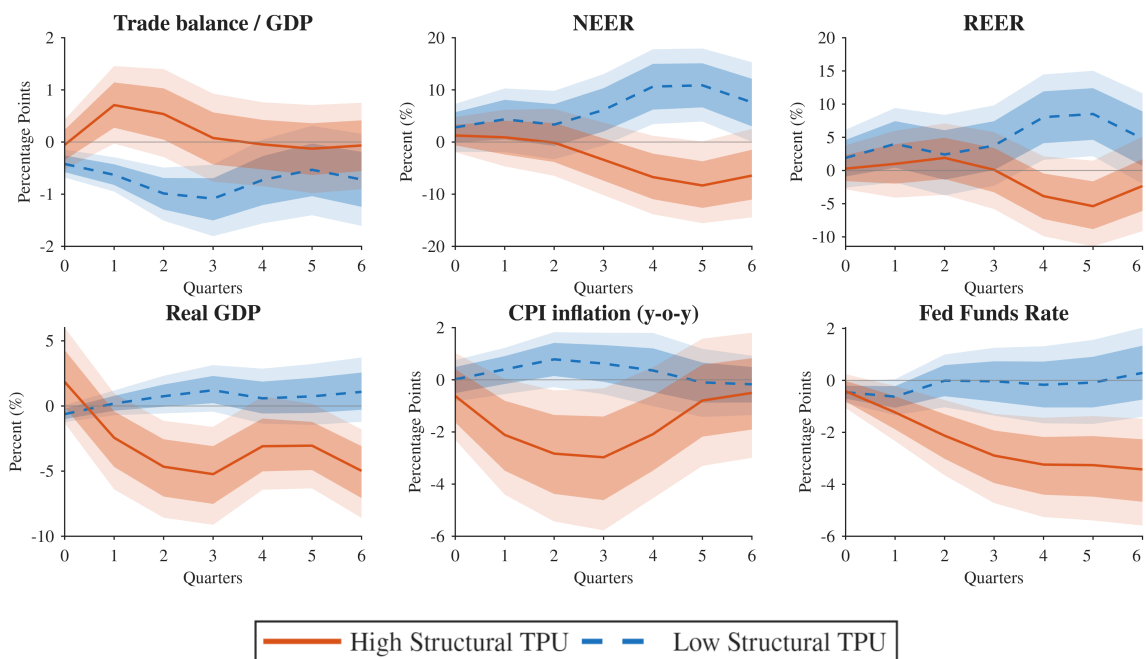 Trade balance / GDP
NEER
REER
2
1
0
-1
-2
Percentage Points
0 1 2 3 4 5 6
Quarters
20
10
0
-10
-20
Percent (%)
0 1 2 3 4 5 6
Quarters
20
15
10
5
0
-5
-10
Percent (%)
0 1 2 3 4 5 6
Quarters
Real GDP
CPI inflation (y-o-y)
Fed Funds Rate
5
0
-5
-10
Percent (%)
0 1 2 3 4 5 6
Quarters
2
0
-2
-4
-6
Percentage Points
0 1 2 3 4 5 6
Quarters
2
0
-2
-4
-6
Percentage Points
0 1 2 3 4 5 6
Quarters
High Structural TPU Low Structural TPU